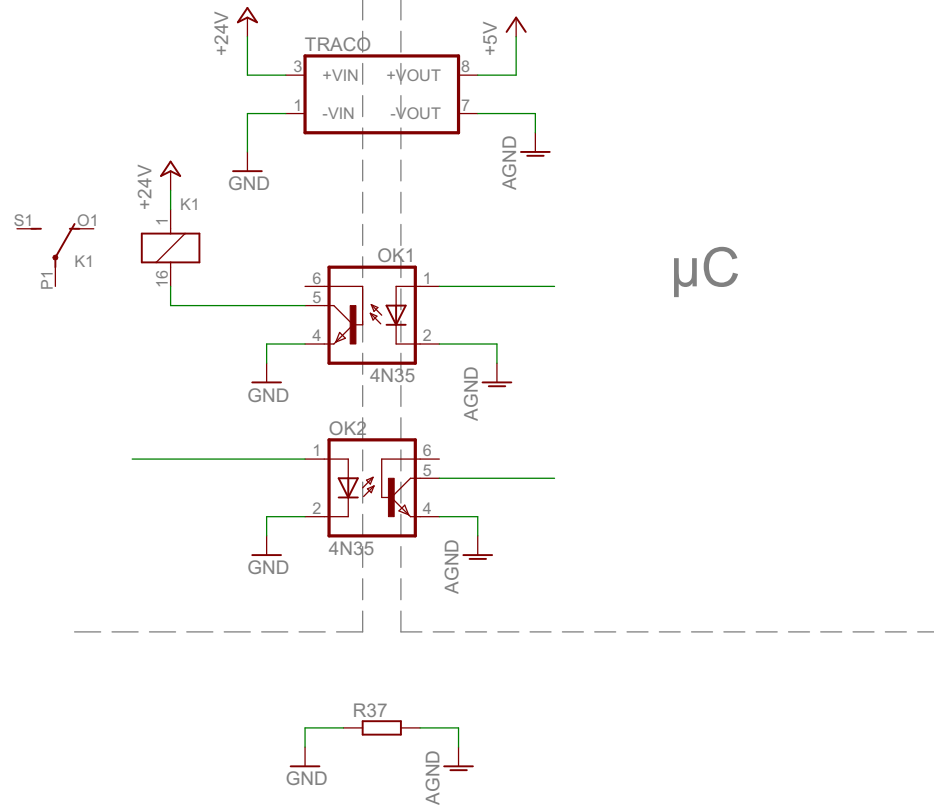 +24V
+5V
TRACO
3 +VIN +VOUT 8
1 -VIN -VOUT 7
GND
AGND
+24V
K1
1
S1 O1
K1
P1
16
µC
OK1
6 1
5
4 2
4N35
GND
AGND
OK2
1 6
5
2 4
4N35
GND
AGND
R37
GND
AGND